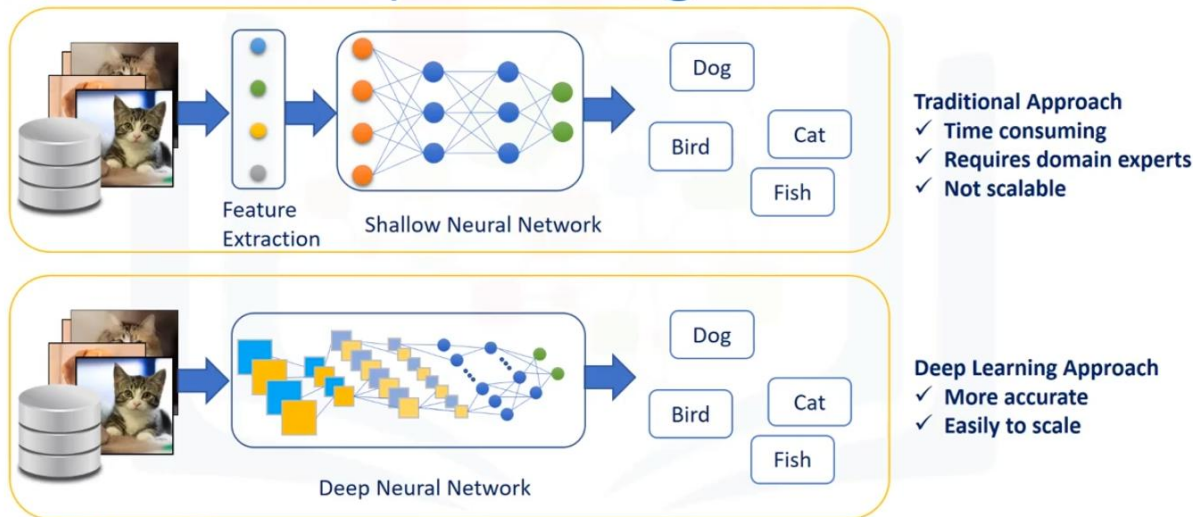 Dog
Bird
Cat
Fish
Feature
Extraction
Shallow Neural Network
Traditional Approach
✓ Time consuming
✓ Requires domain experts
✓ Not scalable
Dog
Bird
Cat
Fish
Deep Neural Network
Deep Learning Approach
✓ More accurate
✓ Easily to scale